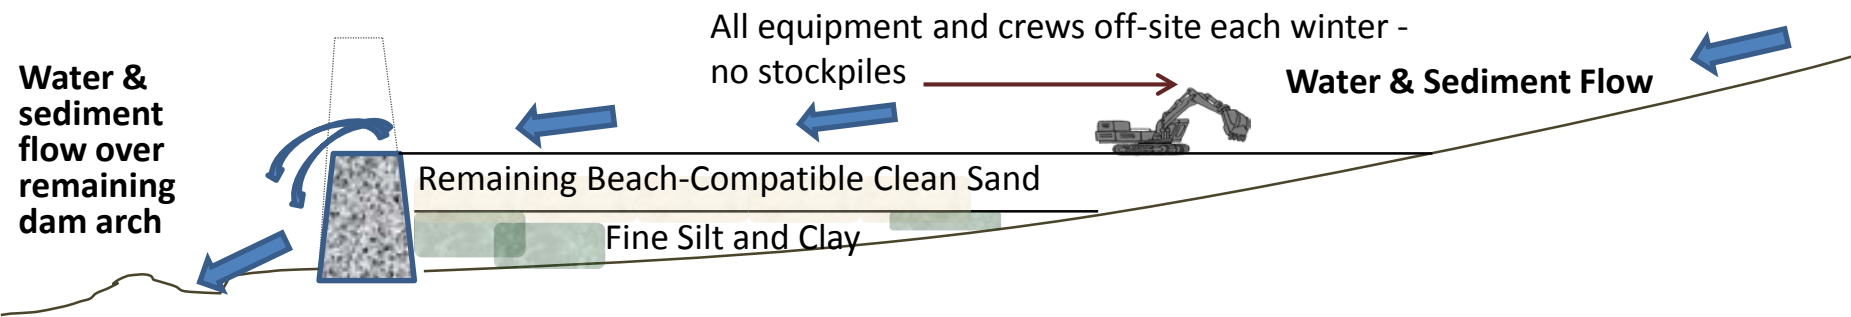 All equipment and crews off-site each winter -
no stockpiles
Water &
sediment
flow over
remaining
dam arch
Water & Sediment Flow
Remaining Beach-Compatible Clean Sand
Fine Silt and Clay